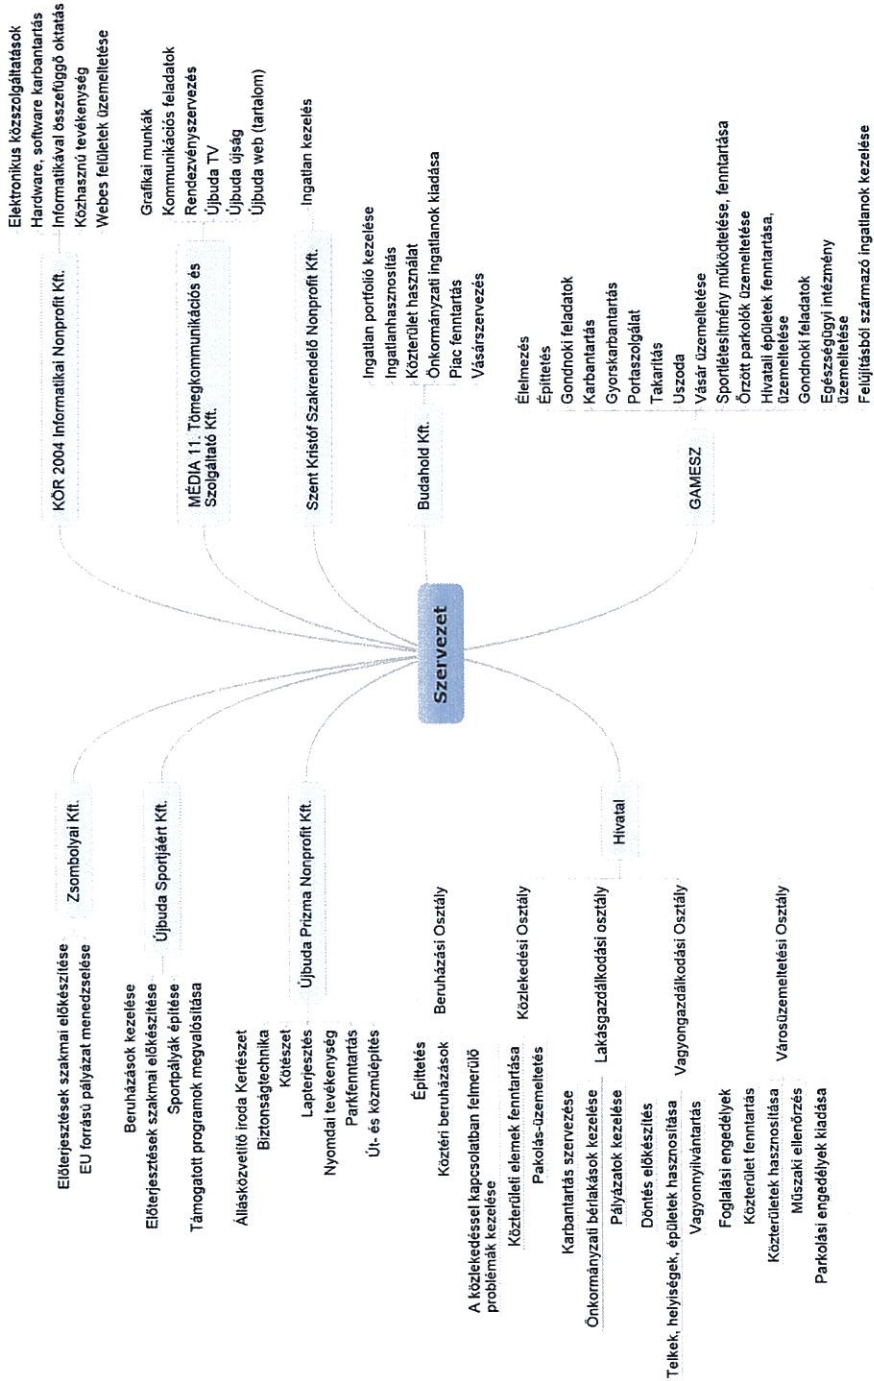 Szervezet
Zsombolyai Kft.
Előterjesztések szakmai előkészítése
EU forrású pályázat menedzselése
Újbuda Sportjáért Kft.
Beruházások kezelése
Előterjesztések szakmai előkészítése
Sportpályák építése
Támogatott programok megvalósítása
Újbuda Prizma Nonprofit Kft.
Állásközvetítő iroda Kertészet
Biztonságtechnika
Kötészet
Lapterjesztés
Nyomdai tevékenység
Parkfenntartás
Út- és közműépítés
Hivatal
Beruházási Osztály
Építtetés
Köztéri beruházások
Közlekedési Osztály
A közlekedéssel kapcsolatban felmerülő
problémák kezelése
Közterületi elemek fenntartása
Pakolás-üzemeltetés
Lakásgazdálkodási osztály
Karbantartás szervezése
Önkormányzati bérlakások kezelése
Pályázatok kezelése
Vagyongazdálkodási Osztály
Döntés előkészítés
Telkek, helyiségek, épületek hasznosítása
Vagyonnyilvántartás
Városüzemeltetési Osztály
Foglalási engedélyek
Közterület fenntartás
Közterületek hasznosítása
Műszaki ellenőrzés
Parkolási engedélyek kiadása
KÖR 2004 Informatikai Nonprofit Kft.
Elektronikus közszolgáltatások
Hardware, software karbantartás
Informatikával összefüggő oktatás
Közhasznú tevékenység
Webes felületek üzemeltetése
MÉDIA 11. Tömegkommunikációs és
Szolgáltató Kft.
Grafikai munkák
Kommunikációs feladatok
Rendezvényszervezés
Újbuda TV
Újbuda újság
Újbuda web (tartalom)
Szent Kristóf Szakrendelő Nonprofit Kft.
Ingatlan kezelés
Budahold Kft.
Ingatlan portfolió kezelése
Ingatlanhasznosítás
Közterület használat
Önkormányzati ingatlanok kiadása
Piac fenntartás
Vásárszervezés
GAMESZ
Élelmezés
Építtetés
Gondnoki feladatok
Karbantartás
Gyorskarbantartás
Portaszolgálat
Takarítás
Uszoda
Vásár üzemeltetése
Sportlétesítmény működtetése, fenntartása
Őrzött parkolók üzemeltetése
Hivatali épületek fenntartása,
üzemeltetése
Gondnoki feladatok
Egészségügyi intézmény
üzemeltetése
Felújításból származó ingatlanok kezelése